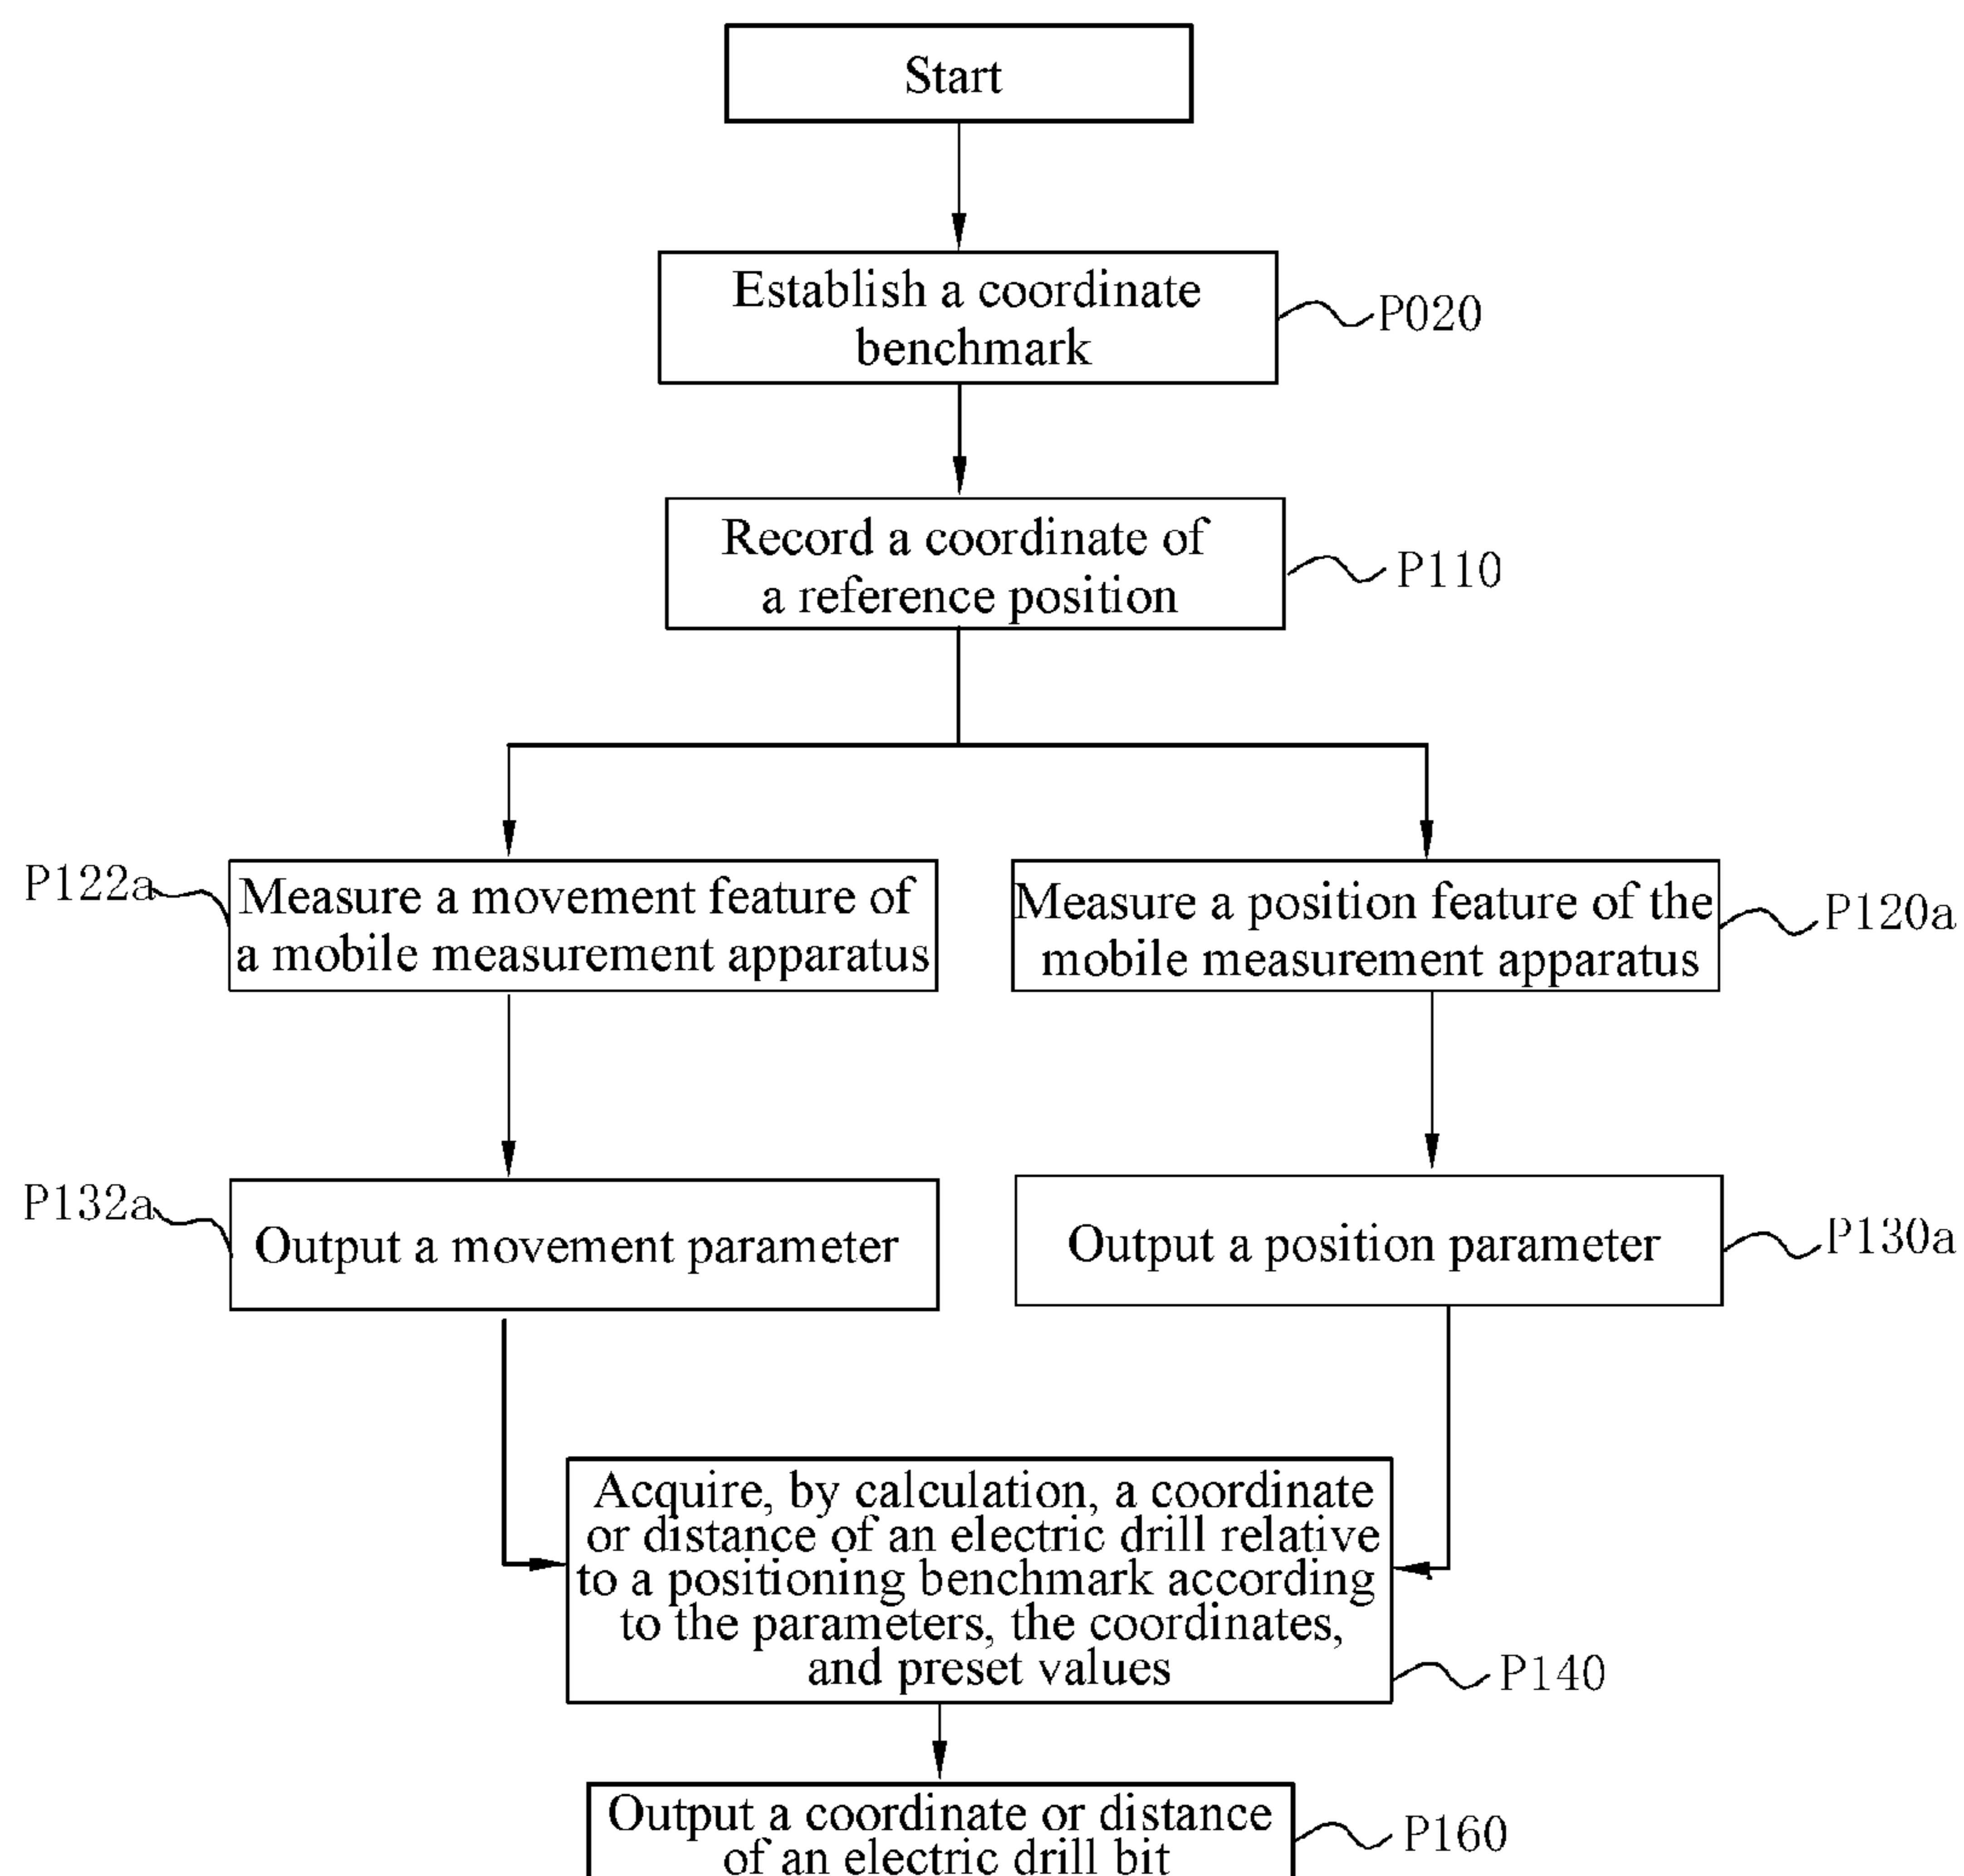 Start
Establish a coordinate
benchmark
P020
Record a coordinate of
a reference position
P110
P122a
Measure a movement feature of
a mobile measurement apparatus
Measure a position feature of the
mobile measurement apparatus
P120a
P132a
Output a movement parameter
Output a position parameter
P130a
Acquire, by calculation, a coordinate
or distance of an electric drill relative
to a positioning benchmark according
to the parameters, the coordinates,
and preset values
P140
Output a coordinate or distance
of an electric drill bit
P160